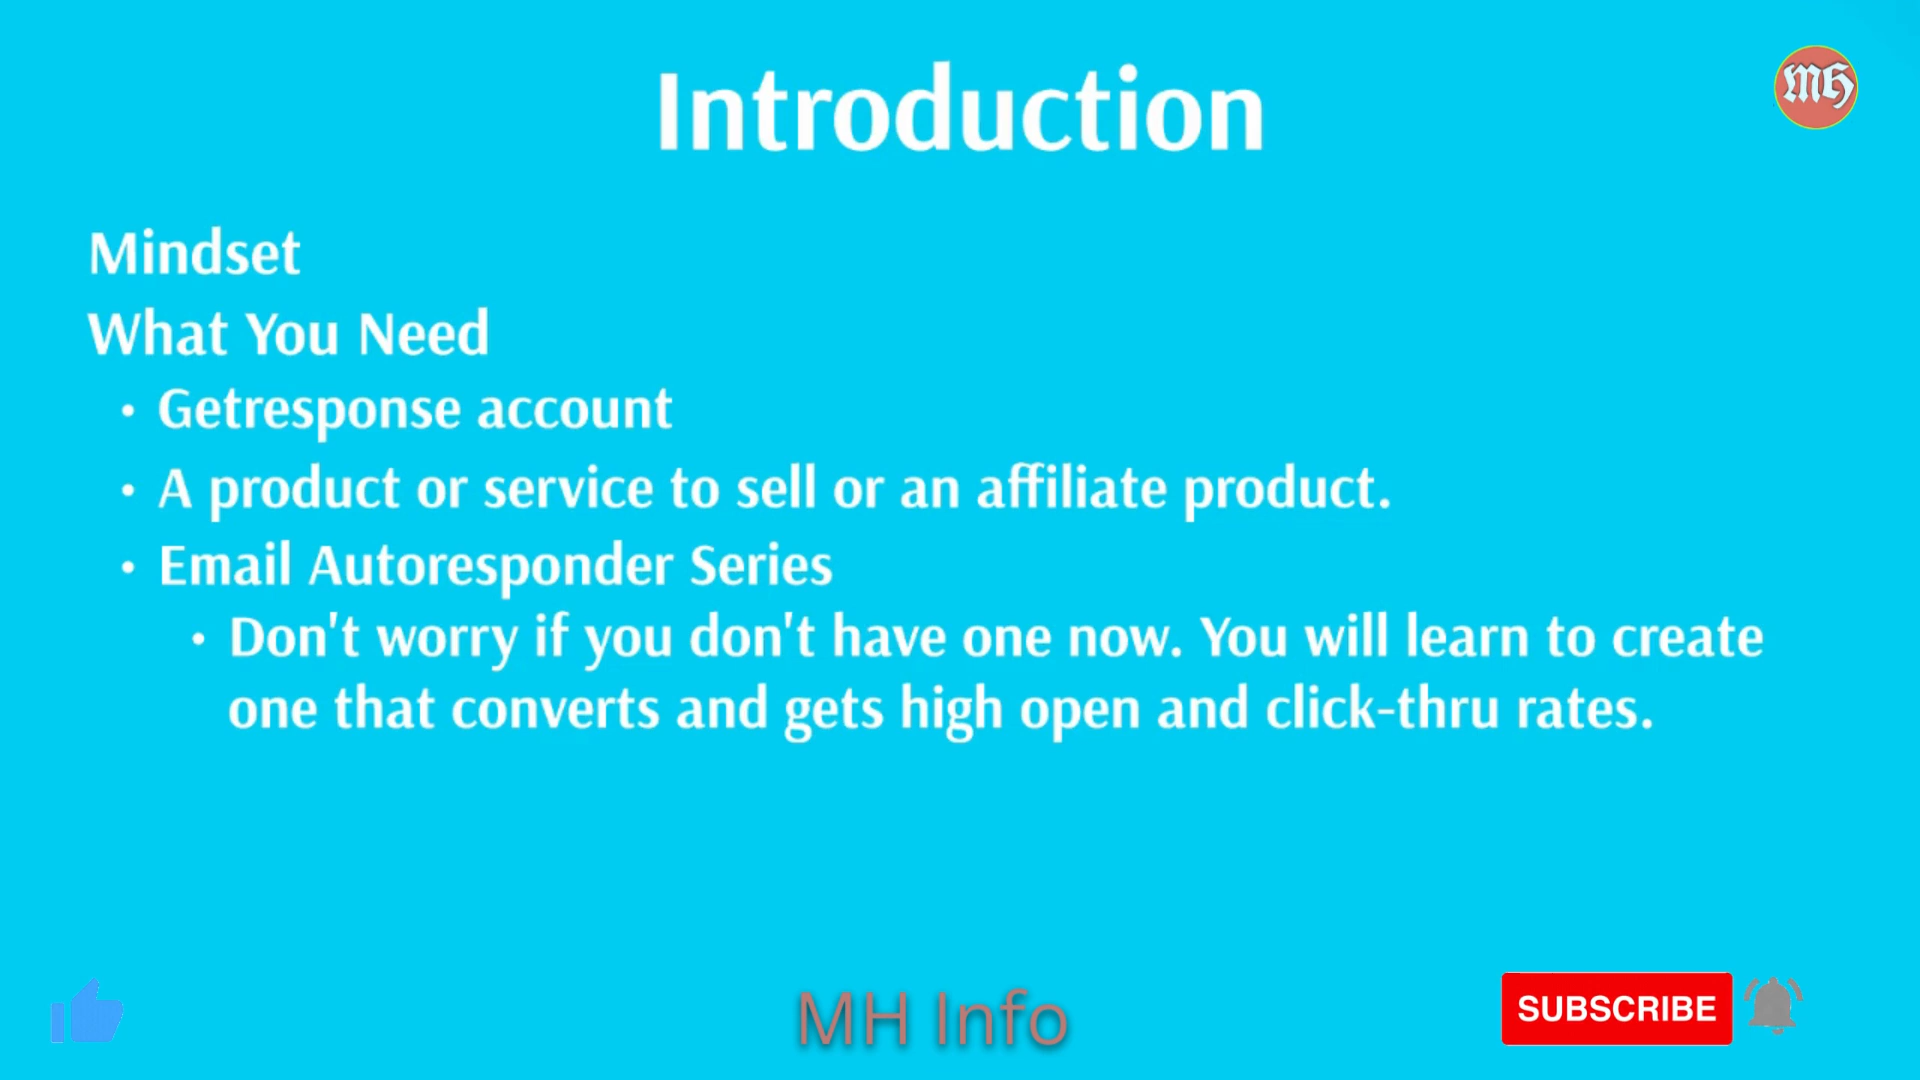 Introduction
MH
Mindset
What You Need
• Getresponse account
• A product or service to sell or an affiliate product.
• Email Autoresponder Series
• Don't worry if you don't have one now. You will learn to create
one that converts and gets high open and click-thru rates.
MH Info
SUBSCRIBE